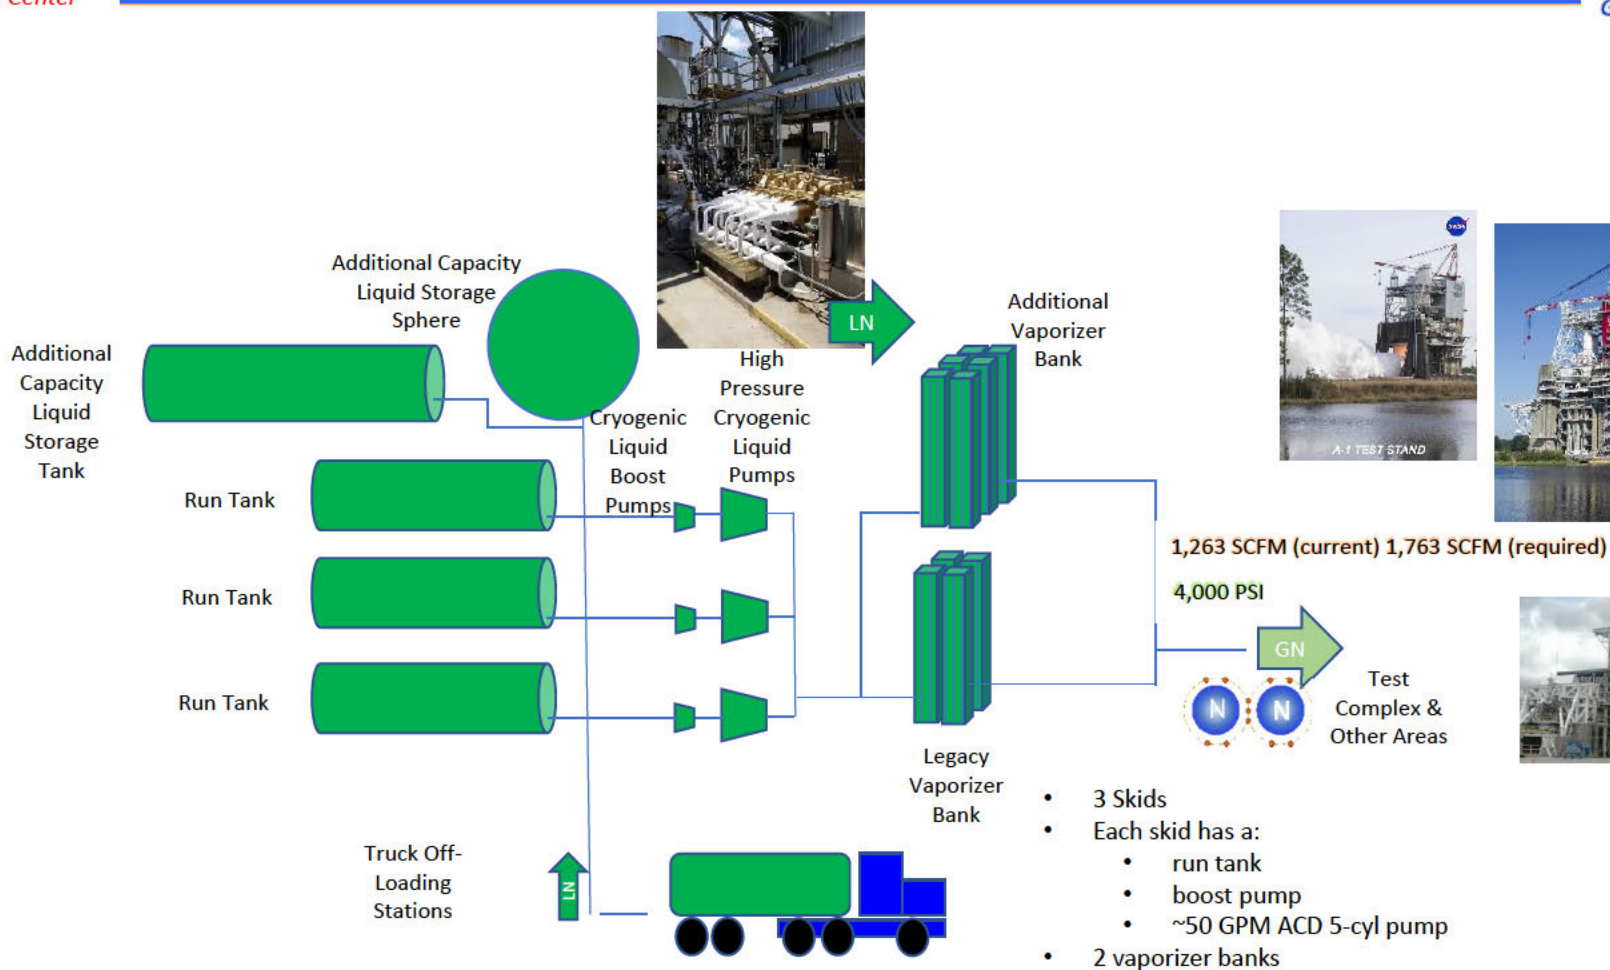 Center
G
Additional Capacity
Liquid Storage
Sphere
Additional
Capacity
Liquid
Storage
Tank
LN
High
Pressure
Cryogenic
Liquid
Pumps
Cryogenic
Liquid
Boost
Pumps
Additional
Vaporizer
Bank
NASA
A-1 TEST STAND
Run Tank
Run Tank
Run Tank
1,263 SCFM (current) 1,763 SCFM (required)
4,000 PSI
GN
N N
Test
Complex &
Other Areas
Legacy
Vaporizer
Bank
Truck Off-
Loading
Stations
LN
• 3 Skids
• Each skid has a:
• run tank
• boost pump
• ~50 GPM ACD 5-cyl pump
• 2 vaporizer banks